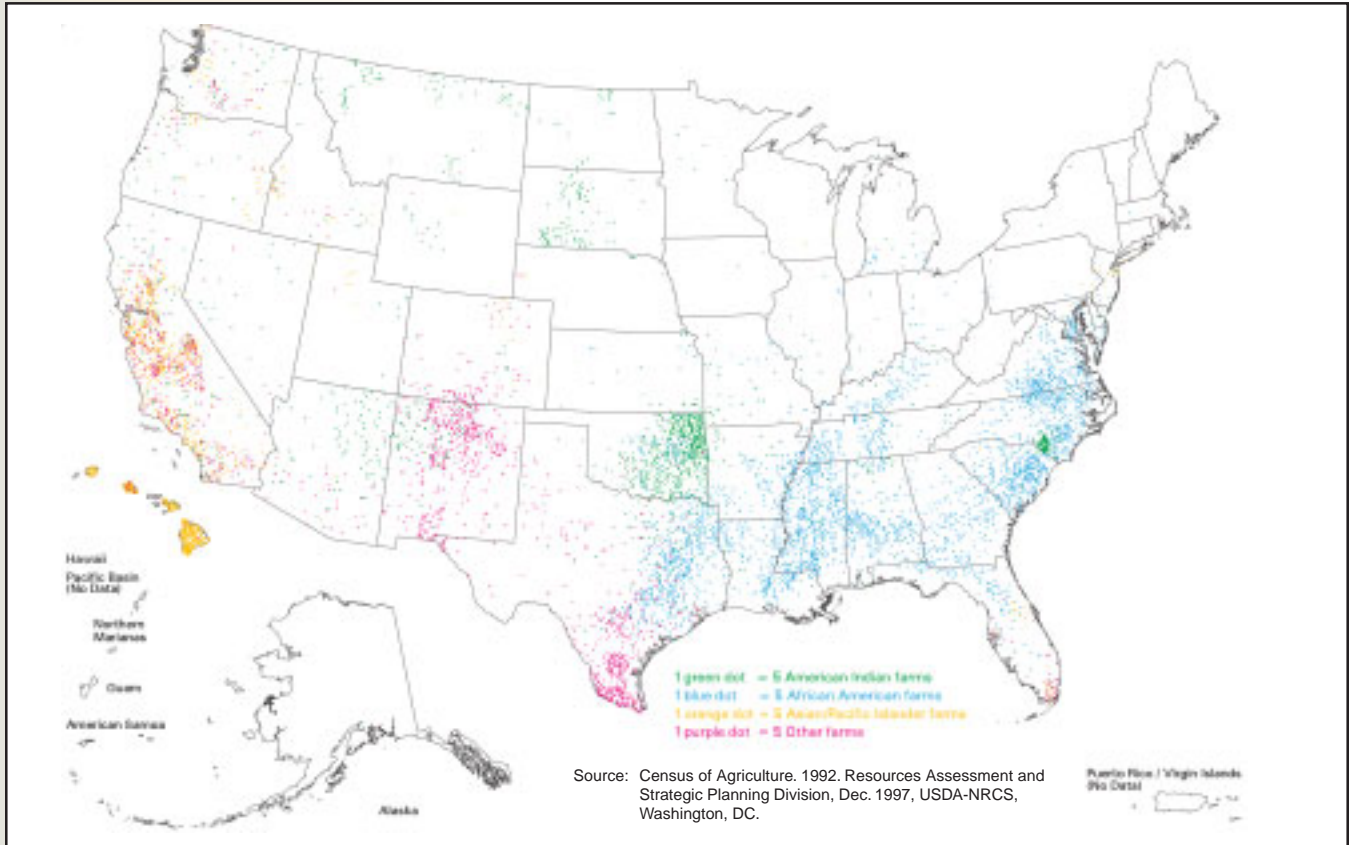 Hawaii
Pacific Basin
(No Data)
Northern
Marianas
Guam
American Samoa
Alaska
1 green dot = 5 American Indian farms
1 blue dot = 5 African American farms
1 orange dot = 5 Asian/Pacific Islander farms
1 purple dot = 5 Other farms
Source: Census of Agriculture. 1992. Resources Assessment and
Strategic Planning Division, Dec. 1997, USDA-NRCS,
Washington, DC.
Puerto Rico / Virgin Islands
(No Data)